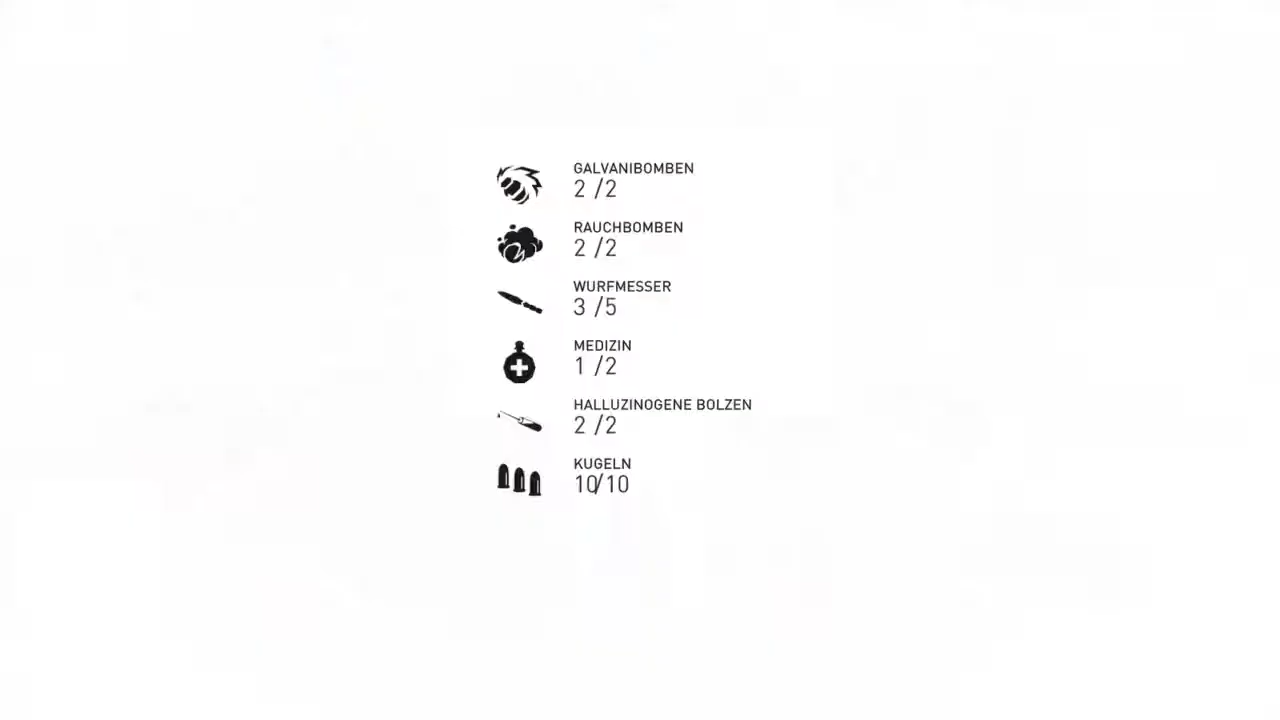 GALVANIBOMBEN
2 /2
RAUCHBOMBEN
2 /2
WURFMESSER
3 /5
MEDIZIN
1 /2
HALLUZINOGENE BOLZEN
2 /2
KUGELN
10/10